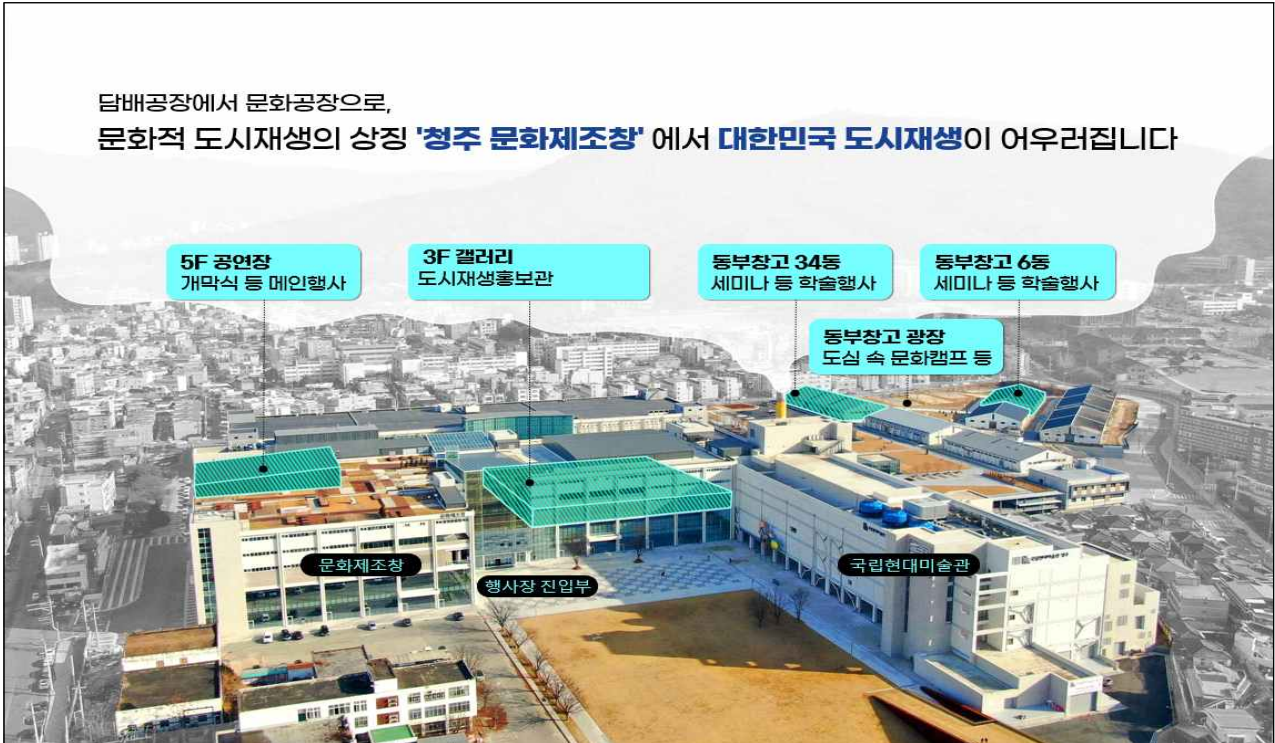 담배공장에서 문화공장으로,
문화적 도시재생의 상징 '청주 문화제조창' 에서 대한민국 도시재생이 어우러집니다
5F 공연장
개막식 등 메인행사
3F 갤러리
도시재생홍보관
동부창고 34동
세미나 등 학술행사
동부창고 6동
세미나 등 학술행사
동부창고 광장
도심 속 문화캠프 등
문화제조창
행사장 진입부
국립현대미술관